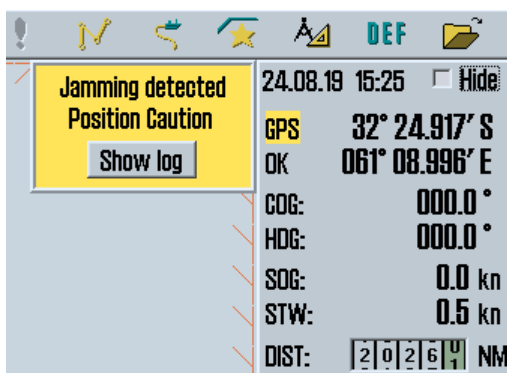 DEF
Jamming detected
Position Caution
Show log
24.08.19 15:25 Hide
GPS 32° 24.917′ S
OK 061° 08.996′ E
COG: 000.0 °
HDG: 000.0 °
SOG: 0.0 kn
STW: 0.5 kn
DIST: 2026 NM